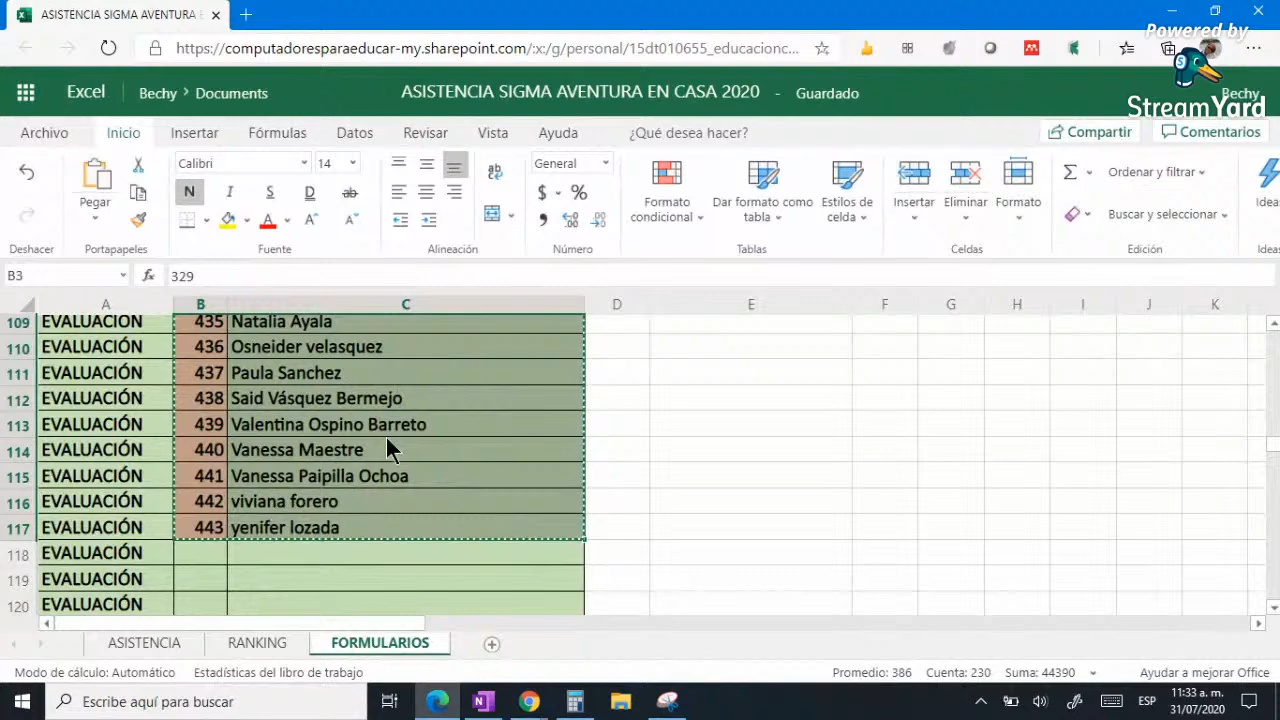 ASISTENCIA SIGMA AVENTURA E
https://computadoresparaeducar-my.sharepoint.com/:x:/g/personal/15dt010655_educacionc...
Powered by
StreamYard
Excel
Bechy > Documents
ASISTENCIA SIGMA AVENTURA EN CASA 2020 - Guardado
Bechy
Archivo Inicio Insertar Fórmulas Datos Revisar Vista Ayuda ¿Qué desea hacer? Compartir Comentarios
Calibri 14 General
Pegar
N I S D ab
Formato condicional
Dar formato como tabla
Estilos de celda
Insertar Eliminar Formato
Ordenar y filtrar
Buscar y seleccionar
Ideas
Deshacer Portapapeles Fuente Alineación Número Tablas Celdas Edición Ideas
B3 fx 329
A B C D E F G H I J K
109 EVALUACIÓN 435 Natalia Ayala
110 EVALUACIÓN 436 Osneider velasquez
111 EVALUACIÓN 437 Paula Sanchez
112 EVALUACIÓN 438 Said Vásquez Bermejo
113 EVALUACIÓN 439 Valentina Ospino Barreto
114 EVALUACIÓN 440 Vanessa Maestre
115 EVALUACIÓN 441 Vanessa Paipilla Ochoa
116 EVALUACIÓN 442 viviana forero
117 EVALUACIÓN 443 yenifer lozada
118 EVALUACIÓN
119 EVALUACIÓN
120 EVALUACIÓN
ASISTENCIA RANKING FORMULARIOS
Modo de cálculo: Automático Estadísticas del libro de trabajo Promedio: 386 Cuenta: 230 Suma: 44390 Ayudar a mejorar Office
Escribe aquí para buscar
ESP
11:33 a. m.
31/07/2020